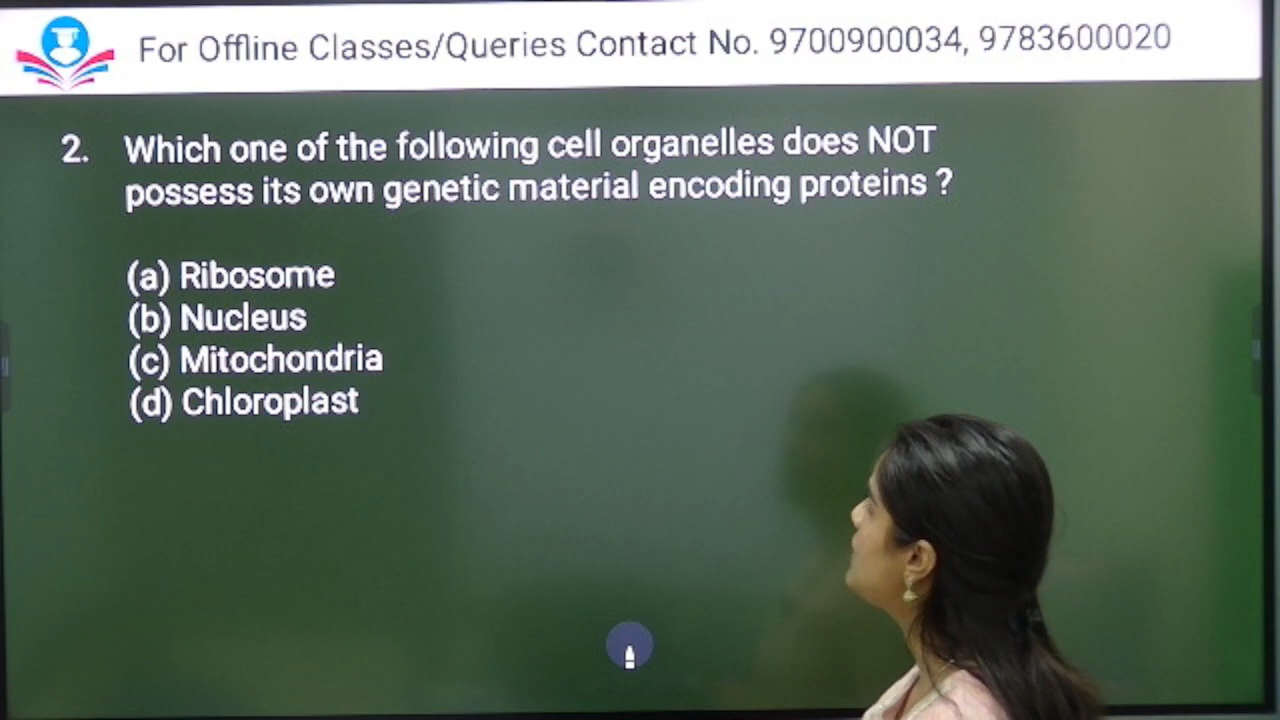 For Offline Classes/Queries Contact No. 9700900034, 9783600020
2. Which one of the following cell organelles does NOT
possess its own genetic material encoding proteins ?
(a) Ribosome
(b) Nucleus
(c) Mitochondria
(d) Chloroplast